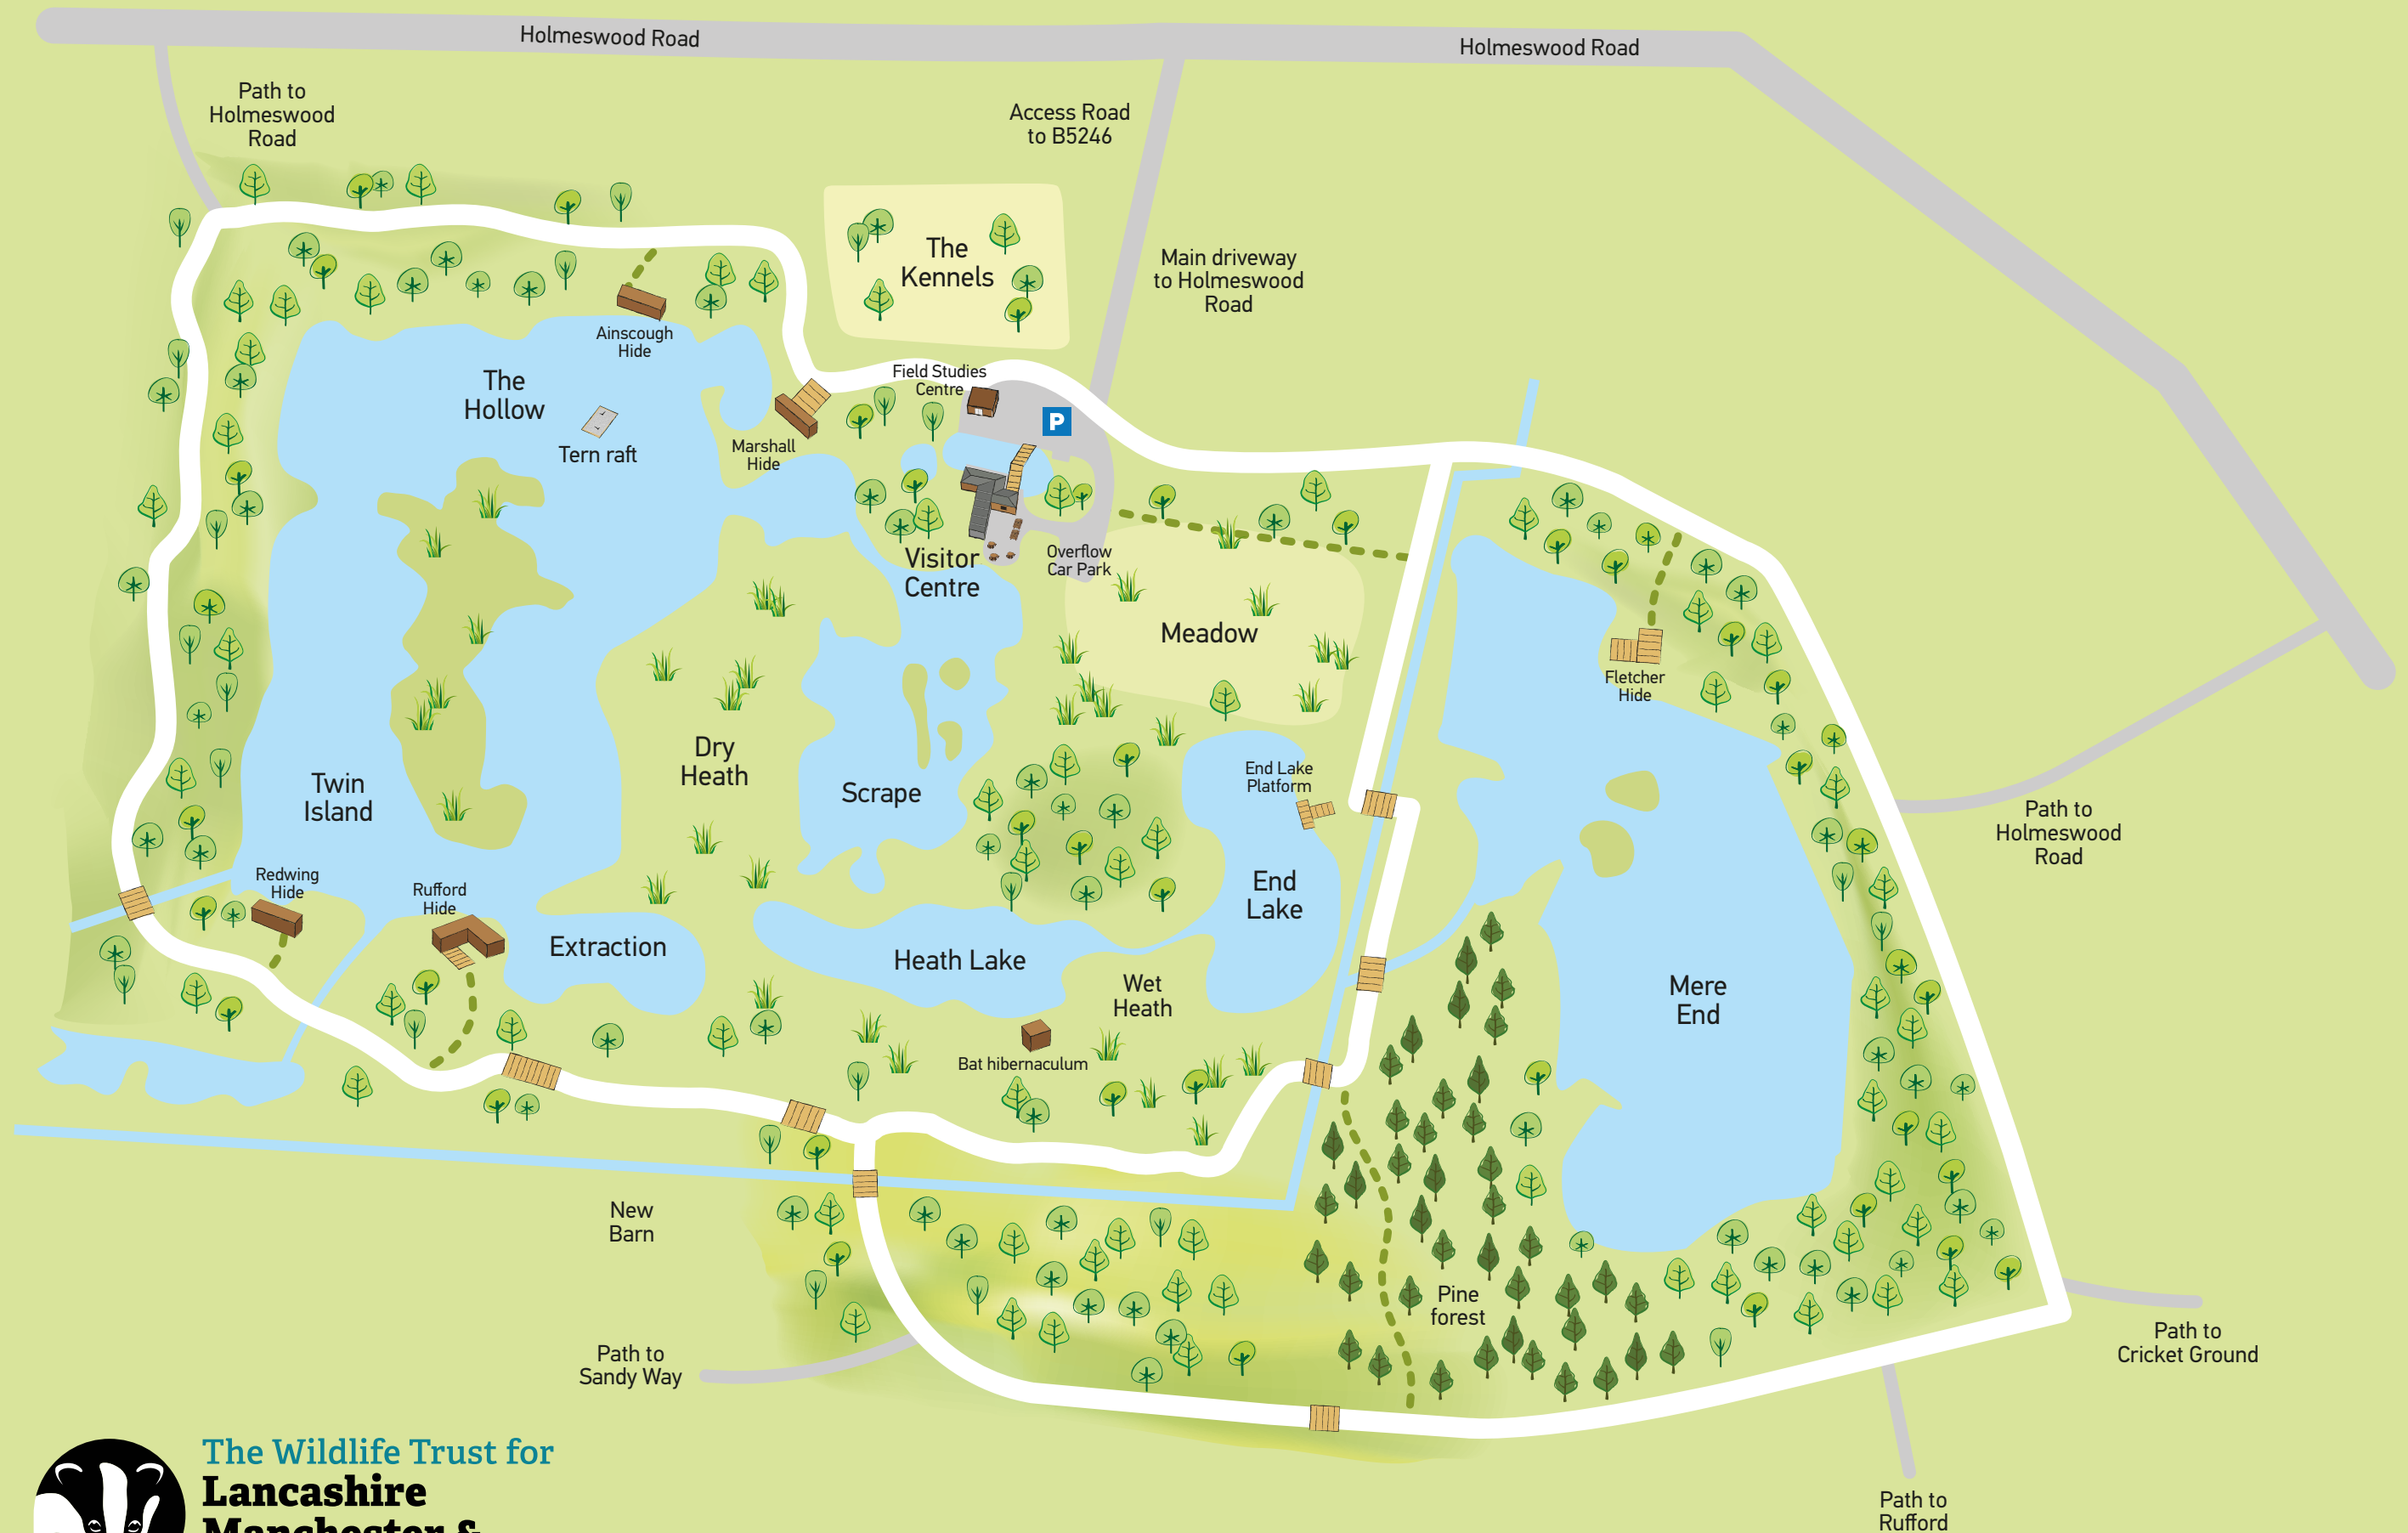 Holmeswood Road
Holmeswood Road
Path to
Holmeswood
Road
Access Road
to B5246
The
Kennels
Main driveway
to Holmeswood
Road
Ainscough
Hide
Field Studies
Centre
P
The
Hollow
Tern raft
Marshall
Hide
Visitor
Centre
Overflow
Car Park
Meadow
Fletcher
Hide
Dry
Heath
Twin
Island
Scrape
End Lake
Platform
Path to
Holmeswood
Road
Redwing
Hide
Rufford
Hide
End
Lake
Extraction
Heath Lake
Wet
Heath
Mere
End
Bat hibernaculum
New
Barn
Pine
forest
Path to
Sandy Way
Path to
Cricket Ground
The Wildlife Trust for
Lancashire
Manchester &
Path to
Rufford